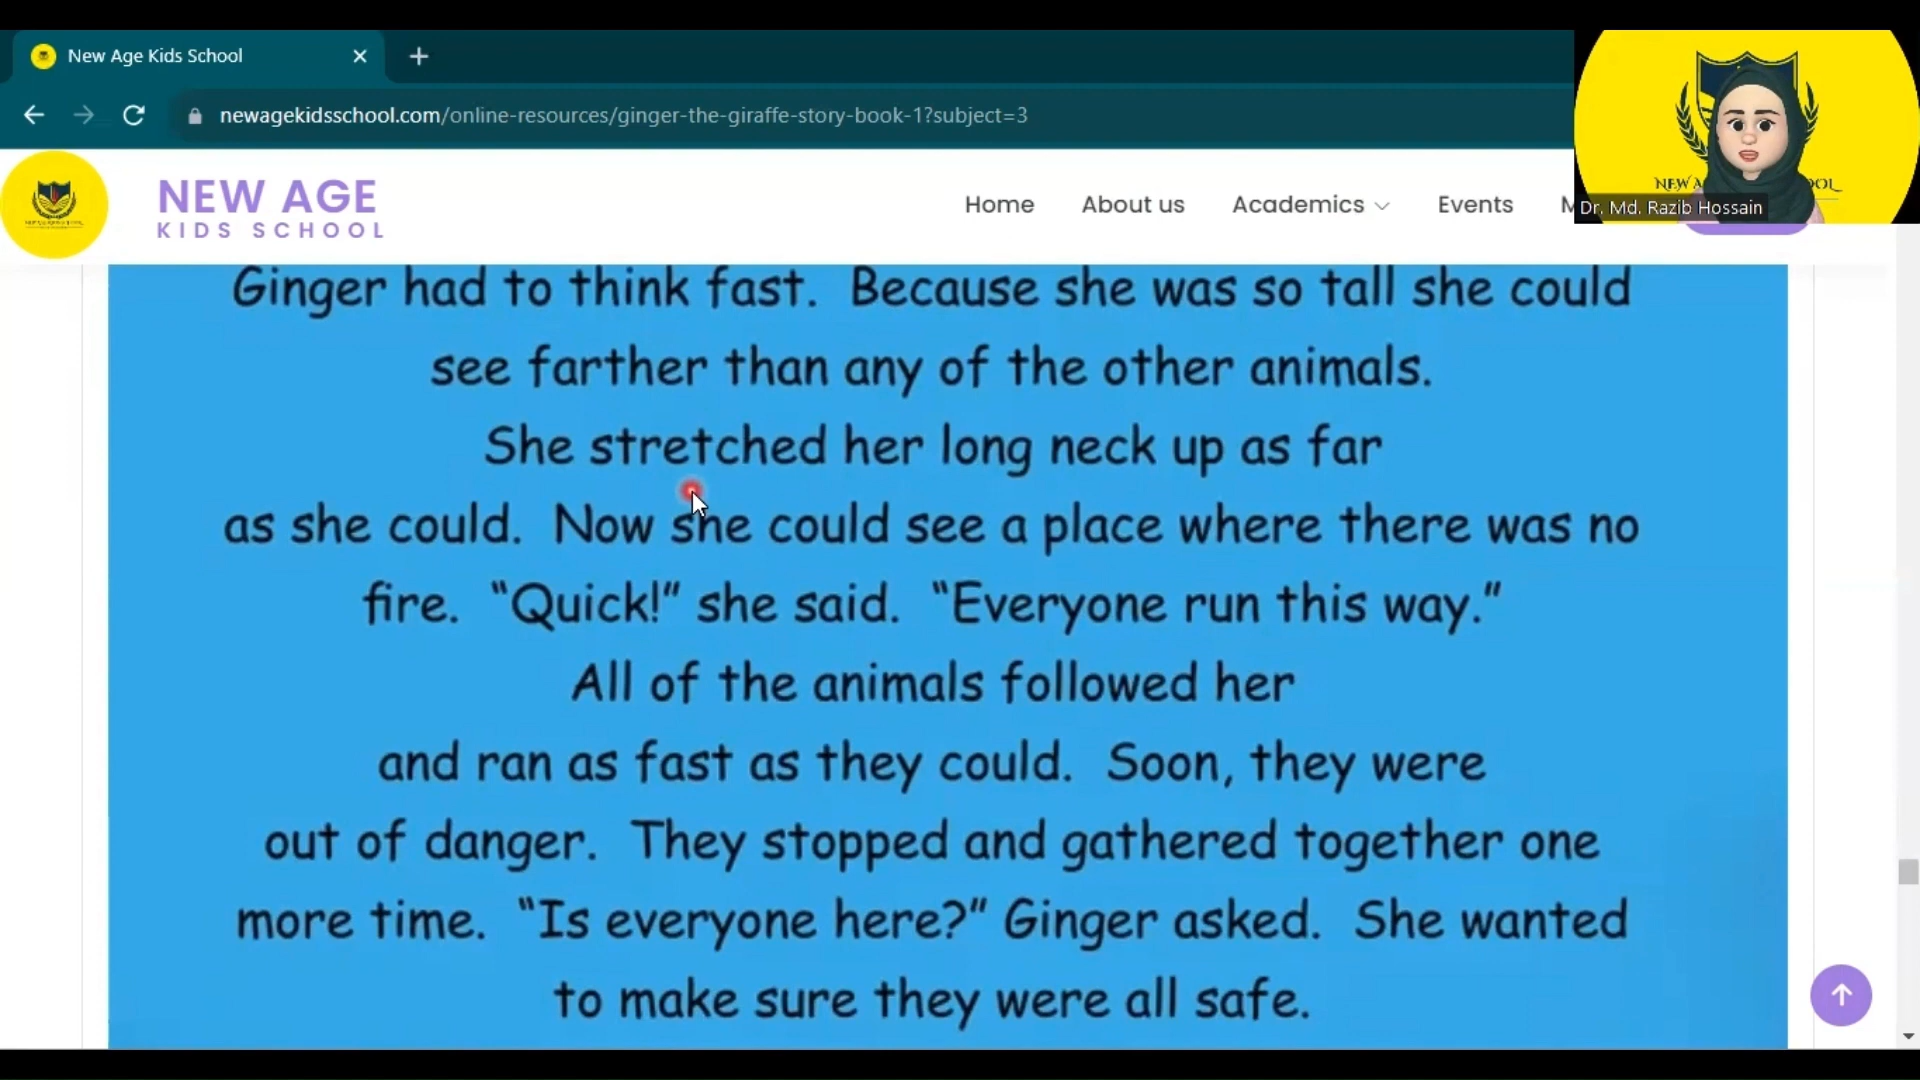 New Age Kids School
newagekidsschool.com/online-resources/ginger-the-giraffe-story-book-1?subject=3
NEW AGE
KIDS SCHOOL
Home About us Academics Events
Dr. Md. Razib Hossain
Ginger had to think fast. Because she was so tall she could
see farther than any of the other animals.
She stretched her long neck up as far
as she could. Now she could see a place where there was no
fire. "Quick!" she said. "Everyone run this way."
All of the animals followed her
and ran as fast as they could. Soon, they were
out of danger. They stopped and gathered together one
more time. "Is everyone here?" Ginger asked. She wanted
to make sure they were all safe.